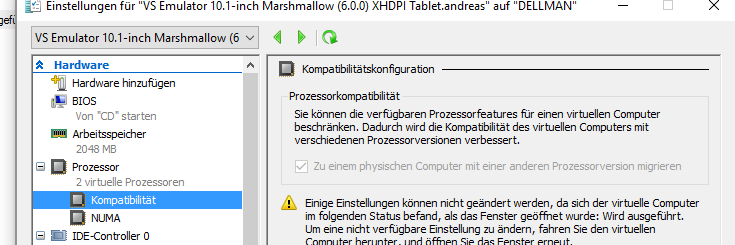 Einstellungen für "VS Emulator 10.1-inch Marshmallow (6.0.0) XHDPI Tablet.andreas" auf "DELLMAN"
VS Emulator 10.1-inch Marshmallow (6
Hardware
Hardware hinzufügen
BIOS
Von "CD" starten
Arbeitsspeicher
2048 MB
Prozessor
2 virtuelle Prozessoren
Kompatibilität
NUMA
IDE-Controller 0
Kompatibilitätskonfiguration
Prozessorkompatibilität
Sie können die verfügbaren Prozessorfeatures für einen virtuellen Computer
beschränken. Dadurch wird die Kompatibilität des virtuellen Computers mit
verschiedenen Prozessorversionen verbessert.
Zu einem physischen Computer mit einer anderen Prozessorversion migrieren
Einige Einstellungen können nicht geändert werden, da sich der virtuelle Computer
im folgenden Status befand, als das Fenster geöffnet wurde: Wird ausgeführt.
Um eine nicht verfügbare Einstellung zu ändern, fahren Sie den virtuellen
Computer herunter, und öffnen Sie das Fenster erneut.